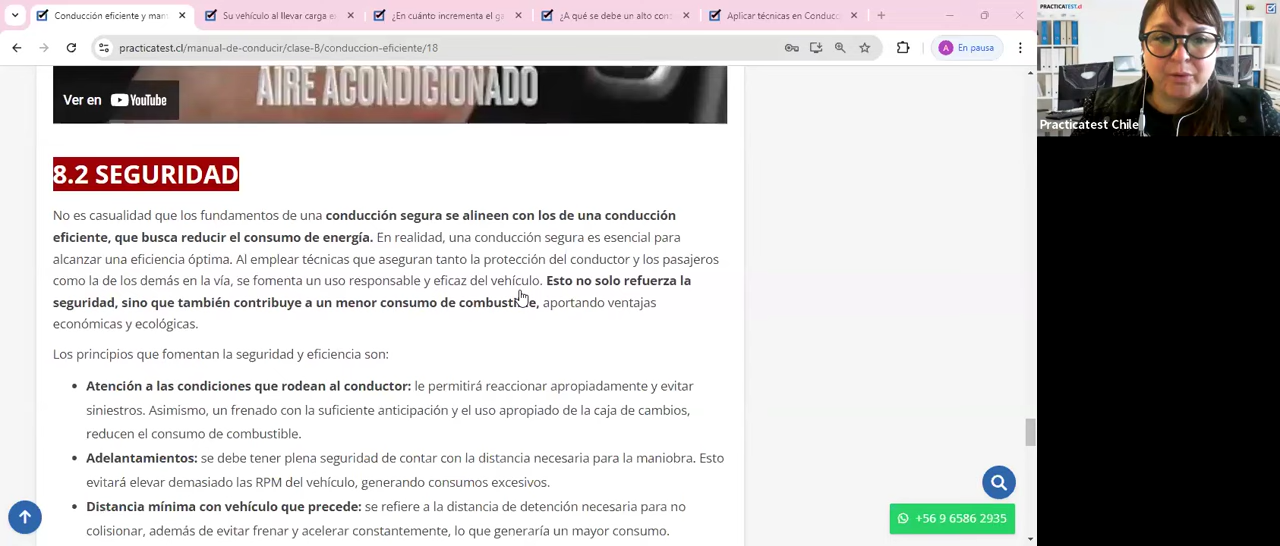 Conducción eficiente y man
Su vehículo al llevar carga e
¿En cuánto incrementa el ga
¿A qué se debe un alto con
Aplicar técnicas en Conducc
practicatest.cl/manual-de-conducir/clase-B/conduccion-eficiente/18
A En pausa
PRACTICATEST.cl
Practicatest Chile
Ver en YouTube
AIRE ACONDICIONADO
8.2 SEGURIDAD
No es casualidad que los fundamentos de una conducción segura se alineen con los de una conducción
eficiente, que busca reducir el consumo de energía. En realidad, una conducción segura es esencial para
alcanzar una eficiencia óptima. Al emplear técnicas que aseguran tanto la protección del conductor y los pasajeros
como la de los demás en la vía, se fomenta un uso responsable y eficaz del vehículo. Esto no solo refuerza la
seguridad, sino que también contribuye a un menor consumo de combustible, aportando ventajas
económicas y ecológicas.
Los principios que fomentan la seguridad y eficiencia son:
• Atención a las condiciones que rodean al conductor: le permitirá reaccionar apropiadamente y evitar
siniestros. Asimismo, un frenado con la suficiente anticipación y el uso apropiado de la caja de cambios,
reducen el consumo de combustible.
• Adelantamientos: se debe tener plena seguridad de contar con la distancia necesaria para la maniobra. Esto
evitará elevar demasiado las RPM del vehículo, generando consumos excesivos.
• Distancia mínima con vehículo que precede: se refiere a la distancia de detención necesaria para no
colisionar, además de evitar frenar y acelerar constantemente, lo que generaría un mayor consumo.
+56 9 6586 2935